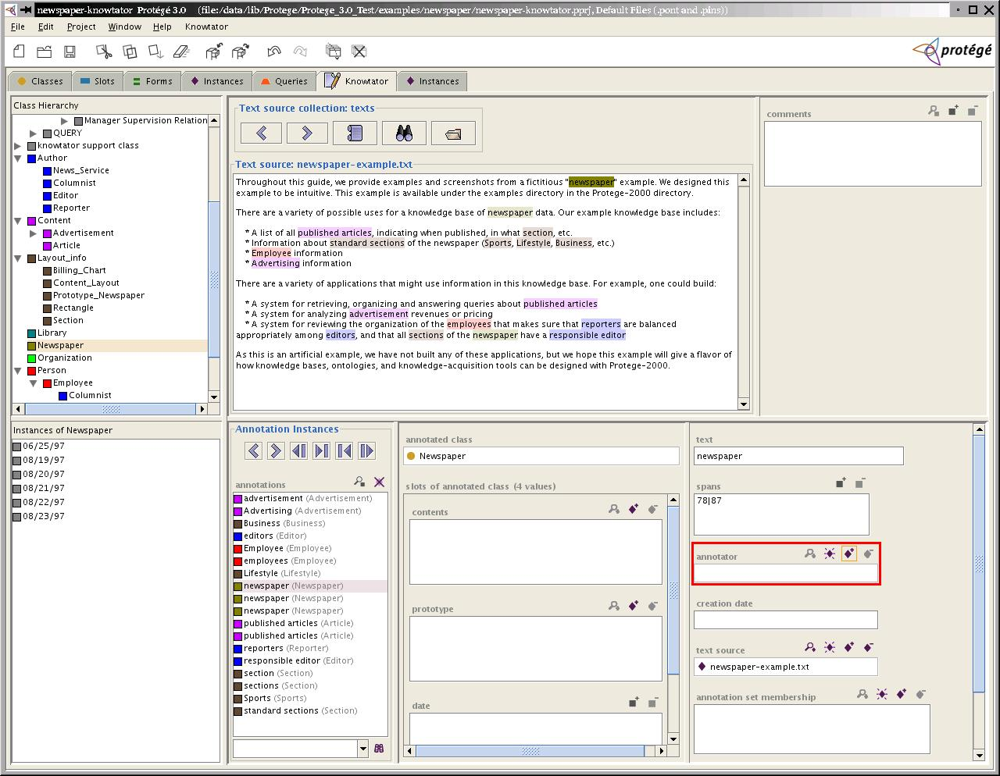 newspaper-knowtator Protégé 3.0 (file:/data/lib/Protege/Protege_3.0_Test/examples/newspaper/newspaper-knowtator.pprj, Default Files (.pont and .pins))
File Edit Project Window Help Knowtator
protégé
Classes Slots Forms Instances Queries Knowtator Instances
Class Hierarchy
Manager Supervision Relation
QUERY
knowtator support class
Author
News_Service
Columnist
Editor
Reporter
Content
Advertisement
Article
Layout_info
Billing_Chart
Content_Layout
Prototype_Newspaper
Rectangle
Section
Library
Newspaper
Organization
Person
Employee
Columnist
Instances of Newspaper
06/25/97
08/19/97
08/20/97
08/21/97
08/22/97
08/23/97
Text source collection: texts
Text source: newspaper-example.txt
Throughout this guide, we provide examples and screenshots from a fictitious "newspaper" example. We designed this
example to be intuitive. This example is available under the examples directory in the Protege-2000 directory.
There are a variety of possible uses for a knowledge base of newspaper data. Our example knowledge base includes:
* A list of all published articles, indicating when published, in what section, etc.
* Information about standard sections of the newspaper (Sports, Lifestyle, Business, etc.)
* Employee information
* Advertising information
There are a variety of applications that might use information in this knowledge base. For example, one could build:
* A system for retrieving, organizing and answering queries about published articles
* A system for analyzing advertisement revenues or pricing
* A system for reviewing the organization of the employees that makes sure that reporters are balanced
appropriately among editors, and that all sections of the newspaper have a responsible editor
As this is an artificial example, we have not built any of these applications, but we hope this example will give a flavor of
how knowledge bases, ontologies, and knowledge-acquisition tools can be designed with Protege-2000.
comments
Annotation Instances
annotations
advertisement (Advertisement)
Advertising (Advertisement)
Business (Business)
editors (Editor)
Employee (Employee)
employees (Employee)
Lifestyle (Lifestyle)
newspaper (Newspaper)
newspaper (Newspaper)
newspaper (Newspaper)
published articles (Article)
published articles (Article)
reporters (Reporter)
responsible editor (Editor)
section (Section)
sections (Section)
Sports (Sports)
standard sections (Section)
annotated class
Newspaper
slots of annotated class (4 values)
contents
prototype
date
text
newspaper
spans
78|87
annotator
creation date
text source
newspaper-example.txt
annotation set membership